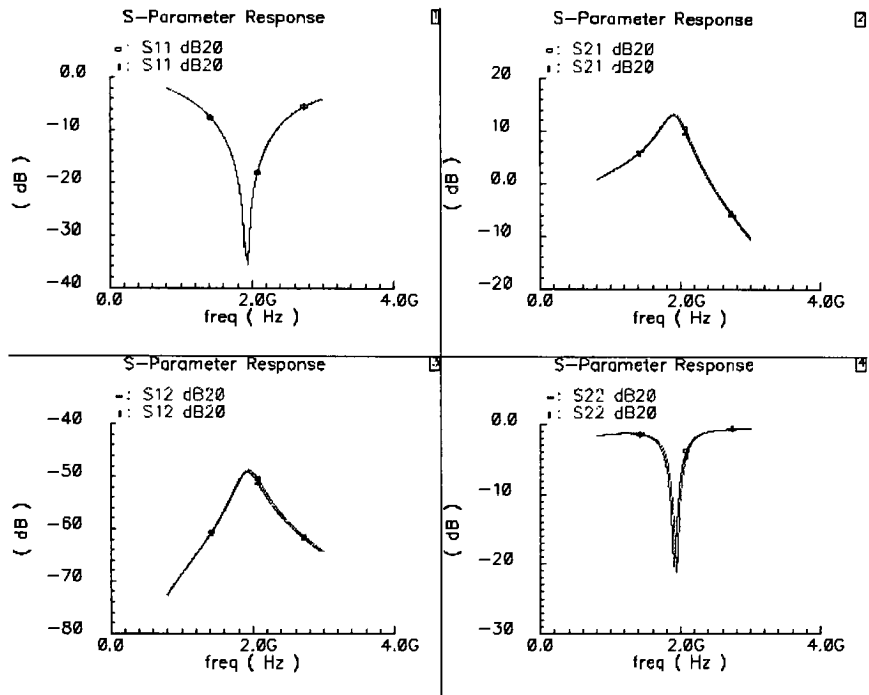 S-Parameter Response 1
▫: S11 dB20
▪: S11 dB20
0.0
-10
-20
-30
-40
( dB )
0.0 2.0G 4.0G
freq ( Hz )
S-Parameter Response 2
▫: S21 dB20
▪: S21 dB20
20
10
0.0
-10
-20
( dB )
0.0 2.0G 4.0G
freq ( Hz )
S-Parameter Response 3
-: S12 dB20
▪: S12 dB20
-40
-50
-60
-70
-80
( dB )
0.0 2.0G 4.0G
freq ( Hz )
S-Parameter Response 4
-: S22 dB20
▪: S22 dB20
0.0
-10
-20
-30
( dB )
0.0 2.0G 4.0G
freq ( Hz )